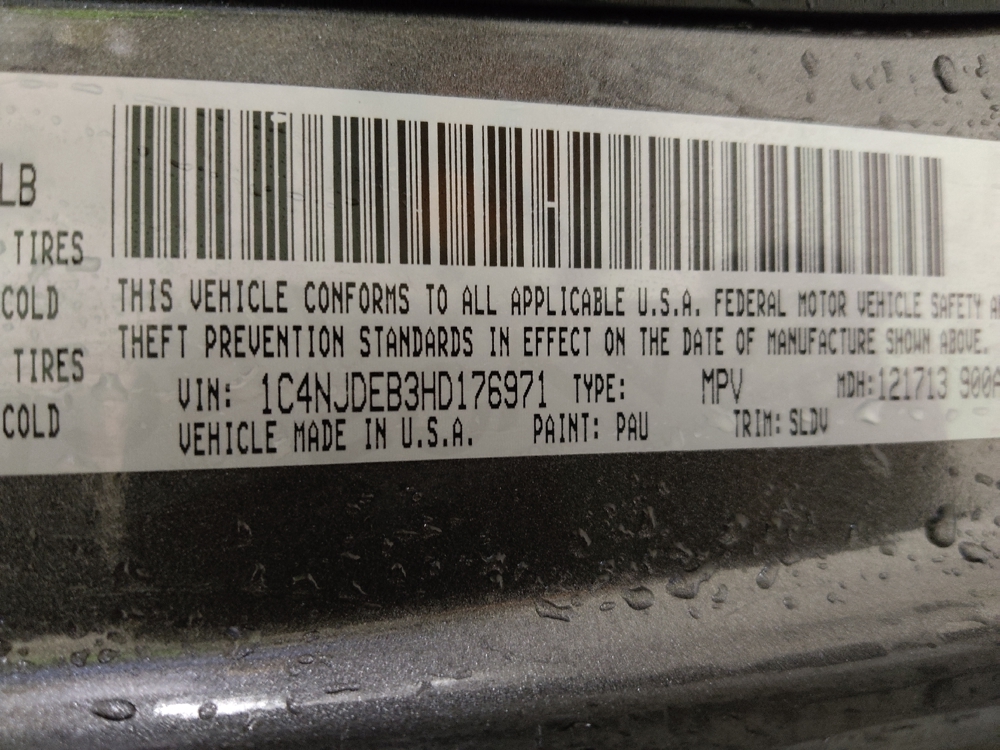 LB
TIRES
COLD
TIRES
COLD
THIS VEHICLE CONFORMS TO ALL APPLICABLE U.S.A. FEDERAL MOTOR VEHICLE SAFETY
THEFT PREVENTION STANDARDS IN EFFECT ON THE DATE OF MANUFACTURE SHOWN ABOVE.
VIN: 1C4NJDEB3HD176971 TYPE: MPV MDH:121713
VEHICLE MADE IN U.S.A. PAINT: PAU TRIM: SLDV